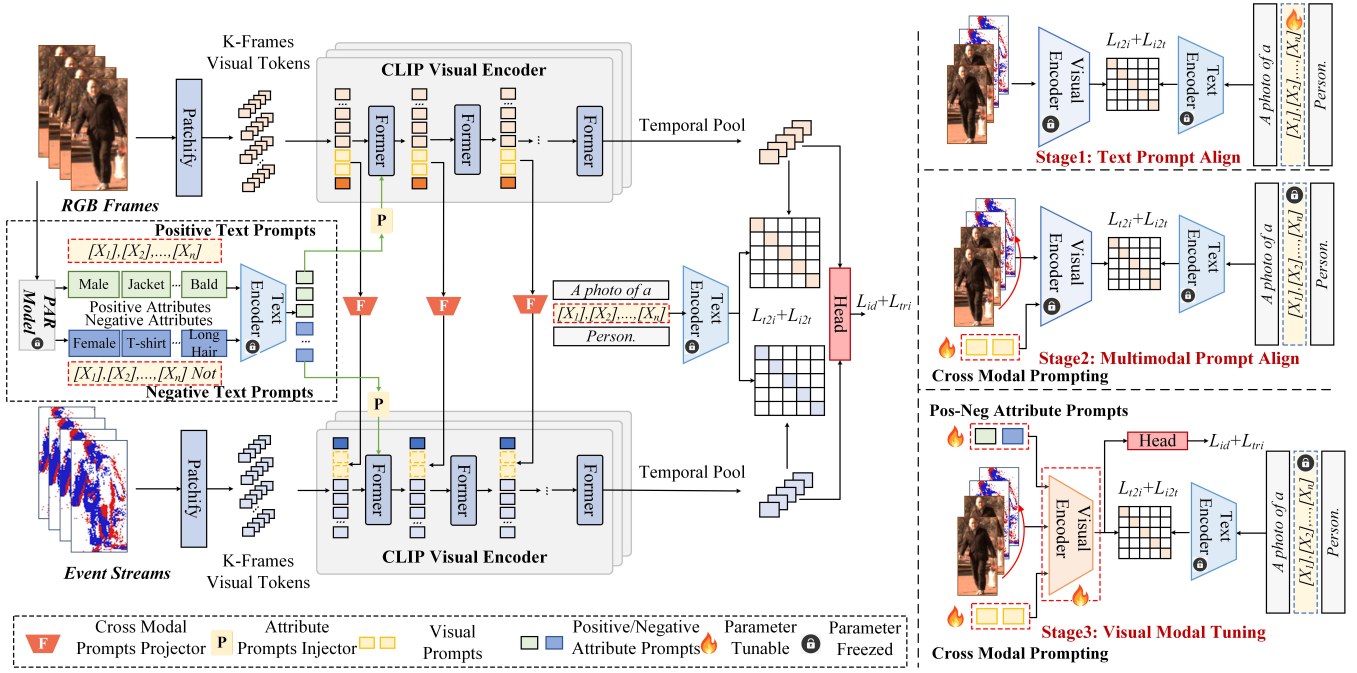 K-Frames
Visual Tokens
CLIP Visual Encoder
Patchify
...
Former
...
Former
...
...
Former
Temporal Pool
RGB Frames
P
Positive Text Prompts
[X1],[X2],...,[Xn]
PAR
Model
Male
Jacket
...
Bald
Positive Attributes
Negative Attributes
Female
T-shirt
...
Long
Hair
Text
Encoder
...
[X1],[X2],...,[Xn] Not
Negative Text Prompts
F
F
F
A photo of a
[X1],[X2],...,[Xn]
Person.
Text
Encoder
Lt2i+Li2t
Head
Lid+Ltri
P
Patchify
Former
Former
...
Former
...
...
...
Temporal Pool
CLIP Visual Encoder
Event Streams
K-Frames
Visual Tokens
F
Cross Modal
Prompts Projector
P
Attribute
Prompts Injector
Visual
Prompts
Positive/Negative
Attribute Prompts
Parameter
Tunable
Parameter
Freezed
Visual
Encoder
Lt2i+Li2t
Text
Encoder
A photo of a
[X1],[X2],...,[Xn]
Person.
Stage1: Text Prompt Align
Visual
Encoder
Lt2i+Li2t
Text
Encoder
A photo of a
[X1],[X2],...,[Xn]
Person.
Stage2: Multimodal Prompt Align
Cross Modal Prompting
Pos-Neg Attribute Prompts
Head
Lid+Ltri
Visual
Encoder
Lt2i+Li2t
Text
Encoder
A photo of a
[X1],[X2],...,[Xn]
Person.
Stage3: Visual Modal Tuning
Cross Modal Prompting